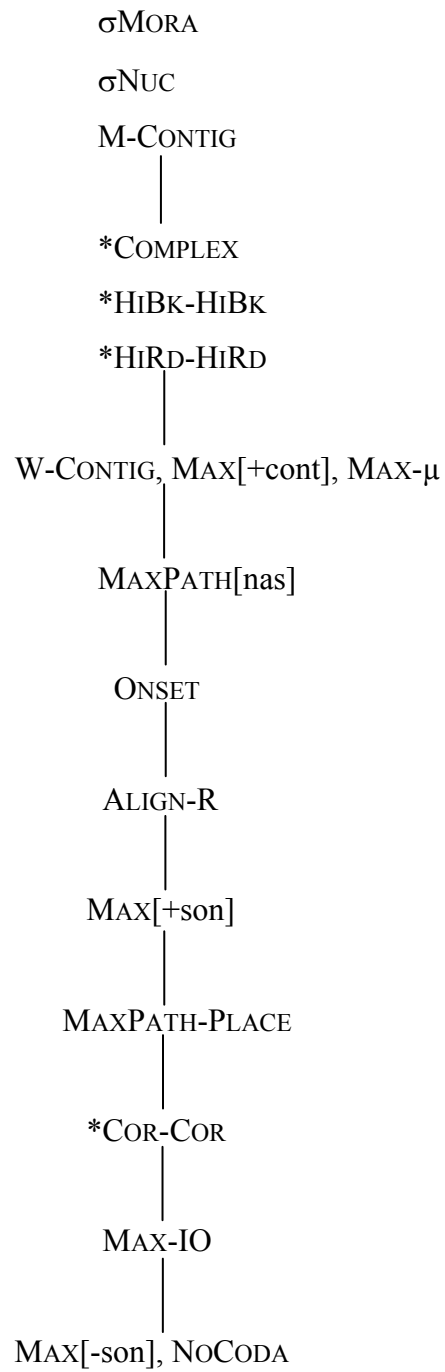 σMORA
σNUC
M-CONTIG
*COMPLEX
*HIBK-HIBK
*HIRD-HIRD
W-CONTIG, MAX[+cont], MAX-μ
MAXPATH[nas]
ONSET
ALIGN-R
MAX[+son]
MAXPATH-PLACE
*COR-COR
MAX-IO
MAX[-son], NOCODA